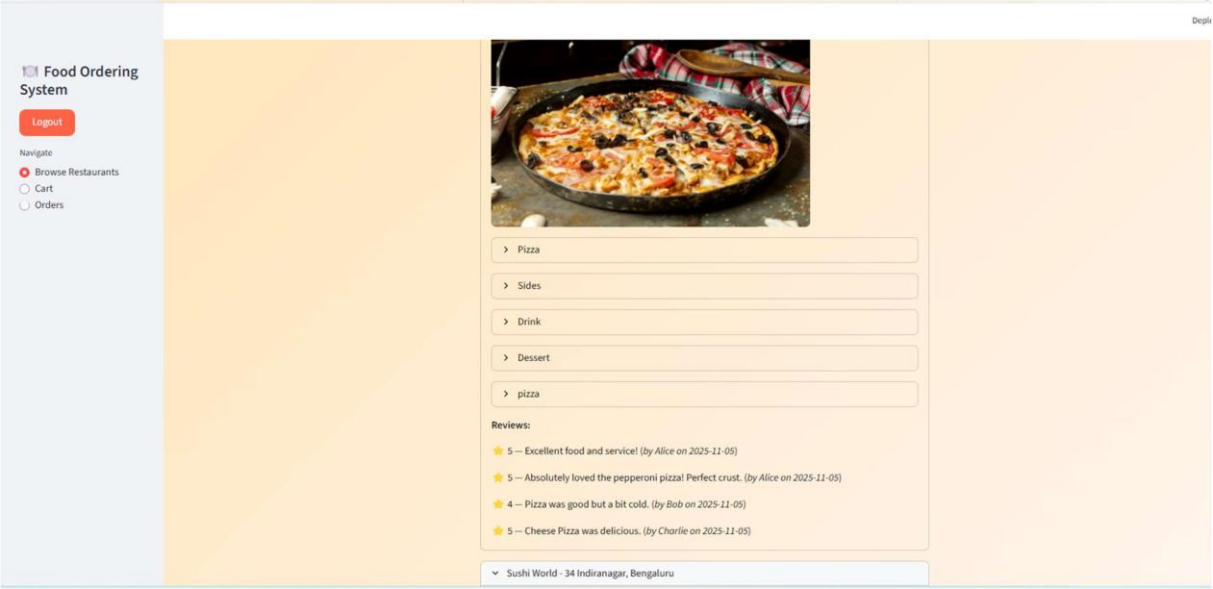 Deplo
🍽️ Food Ordering
System
Logout
Navigate
Browse Restaurants
Cart
Orders
Pizza
Sides
Drink
Dessert
pizza
Reviews:
⭐ 5 — Excellent food and service! (by Alice on 2025-11-05)
⭐ 5 — Absolutely loved the pepperoni pizza! Perfect crust. (by Alice on 2025-11-05)
⭐ 4 — Pizza was good but a bit cold. (by Bob on 2025-11-05)
⭐ 5 — Cheese Pizza was delicious. (by Charlie on 2025-11-05)
Sushi World - 34 Indiranagar, Bengaluru